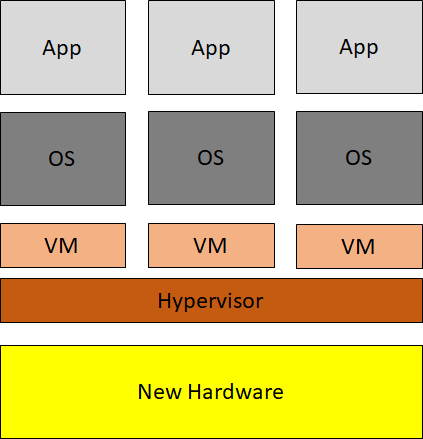 App App App
OS OS OS
VM VM VM
Hypervisor
New Hardware